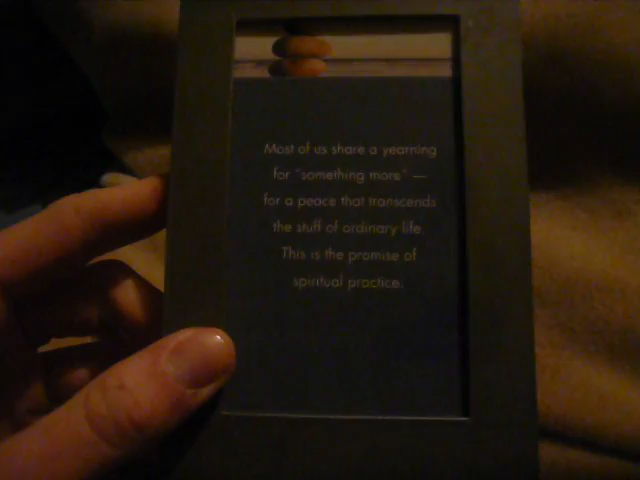 Most of us share a yearning
for "something more" —
for a peace that transcends
the stuff of ordinary life.
This is the promise of
spiritual practice.